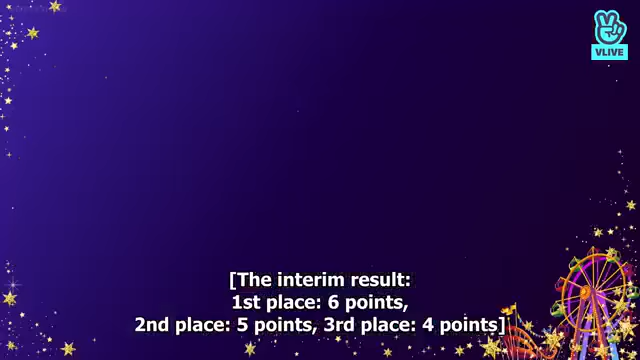 VLIVE
[The interim result:
1st place: 6 points,
2nd place: 5 points, 3rd place: 4 points]